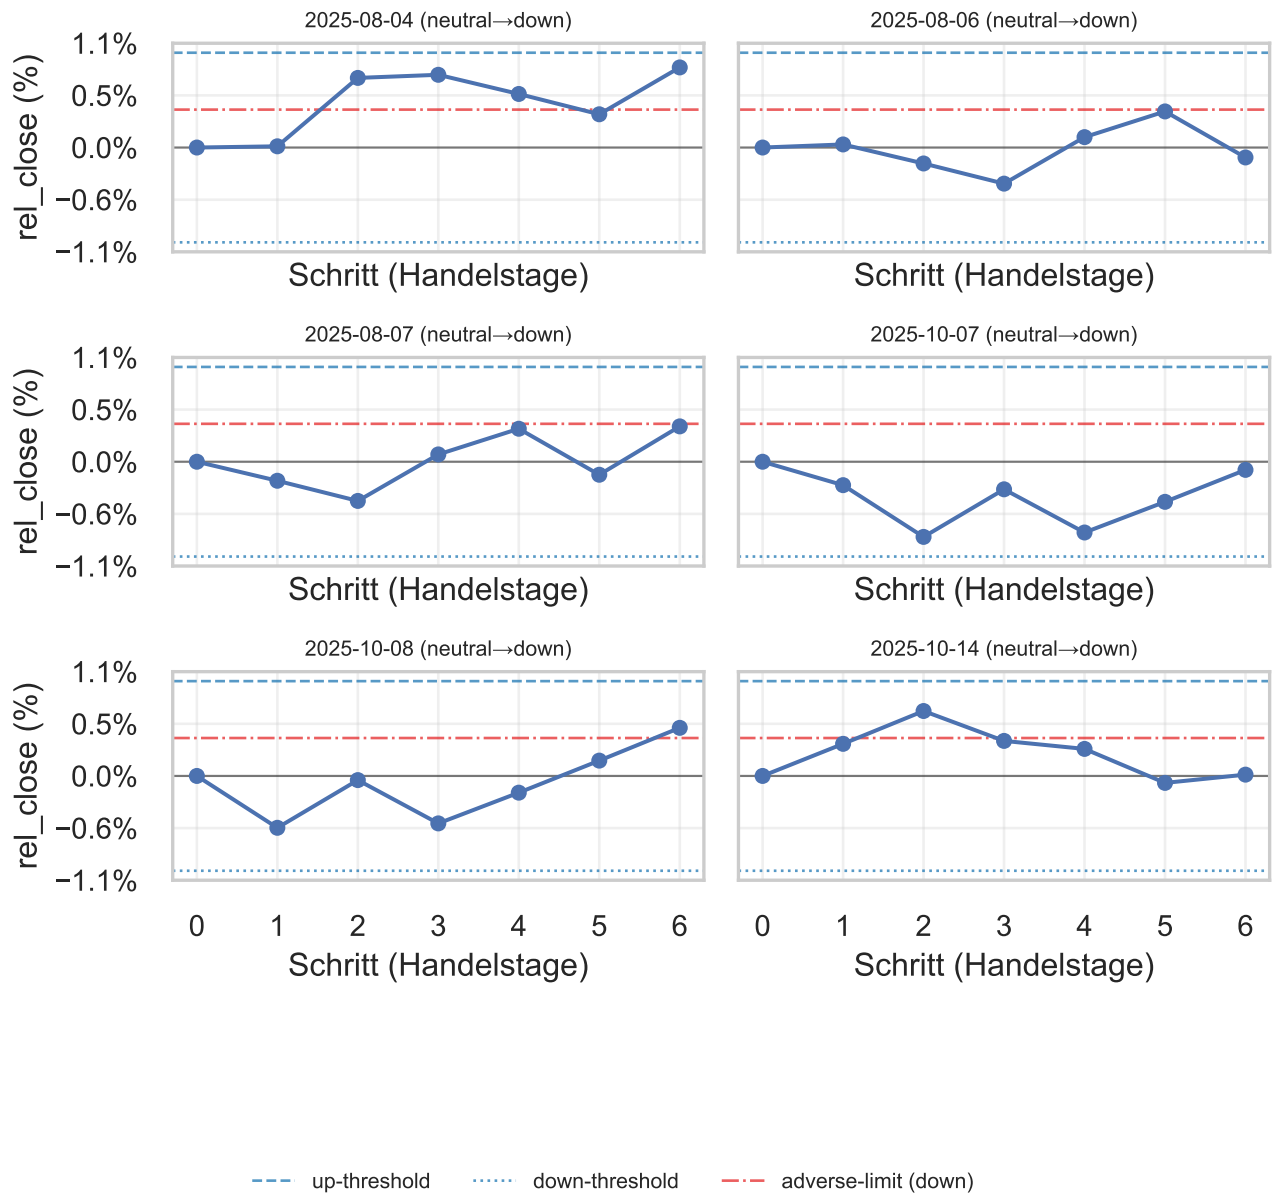 2025-08-04 (neutral→down)
2025-08-06 (neutral→down)
1.1%
0.5%
0.0%
−0.6%
−1.1%
rel_close (%)
Schritt (Handelstage)
Schritt (Handelstage)
2025-08-07 (neutral→down)
2025-10-07 (neutral→down)
1.1%
0.5%
0.0%
−0.6%
−1.1%
rel_close (%)
Schritt (Handelstage)
Schritt (Handelstage)
2025-10-08 (neutral→down)
2025-10-14 (neutral→down)
1.1%
0.5%
0.0%
−0.6%
−1.1%
rel_close (%)
0 1 2 3 4 5 6
0 1 2 3 4 5 6
Schritt (Handelstage)
Schritt (Handelstage)
up-threshold
down-threshold
adverse-limit (down)